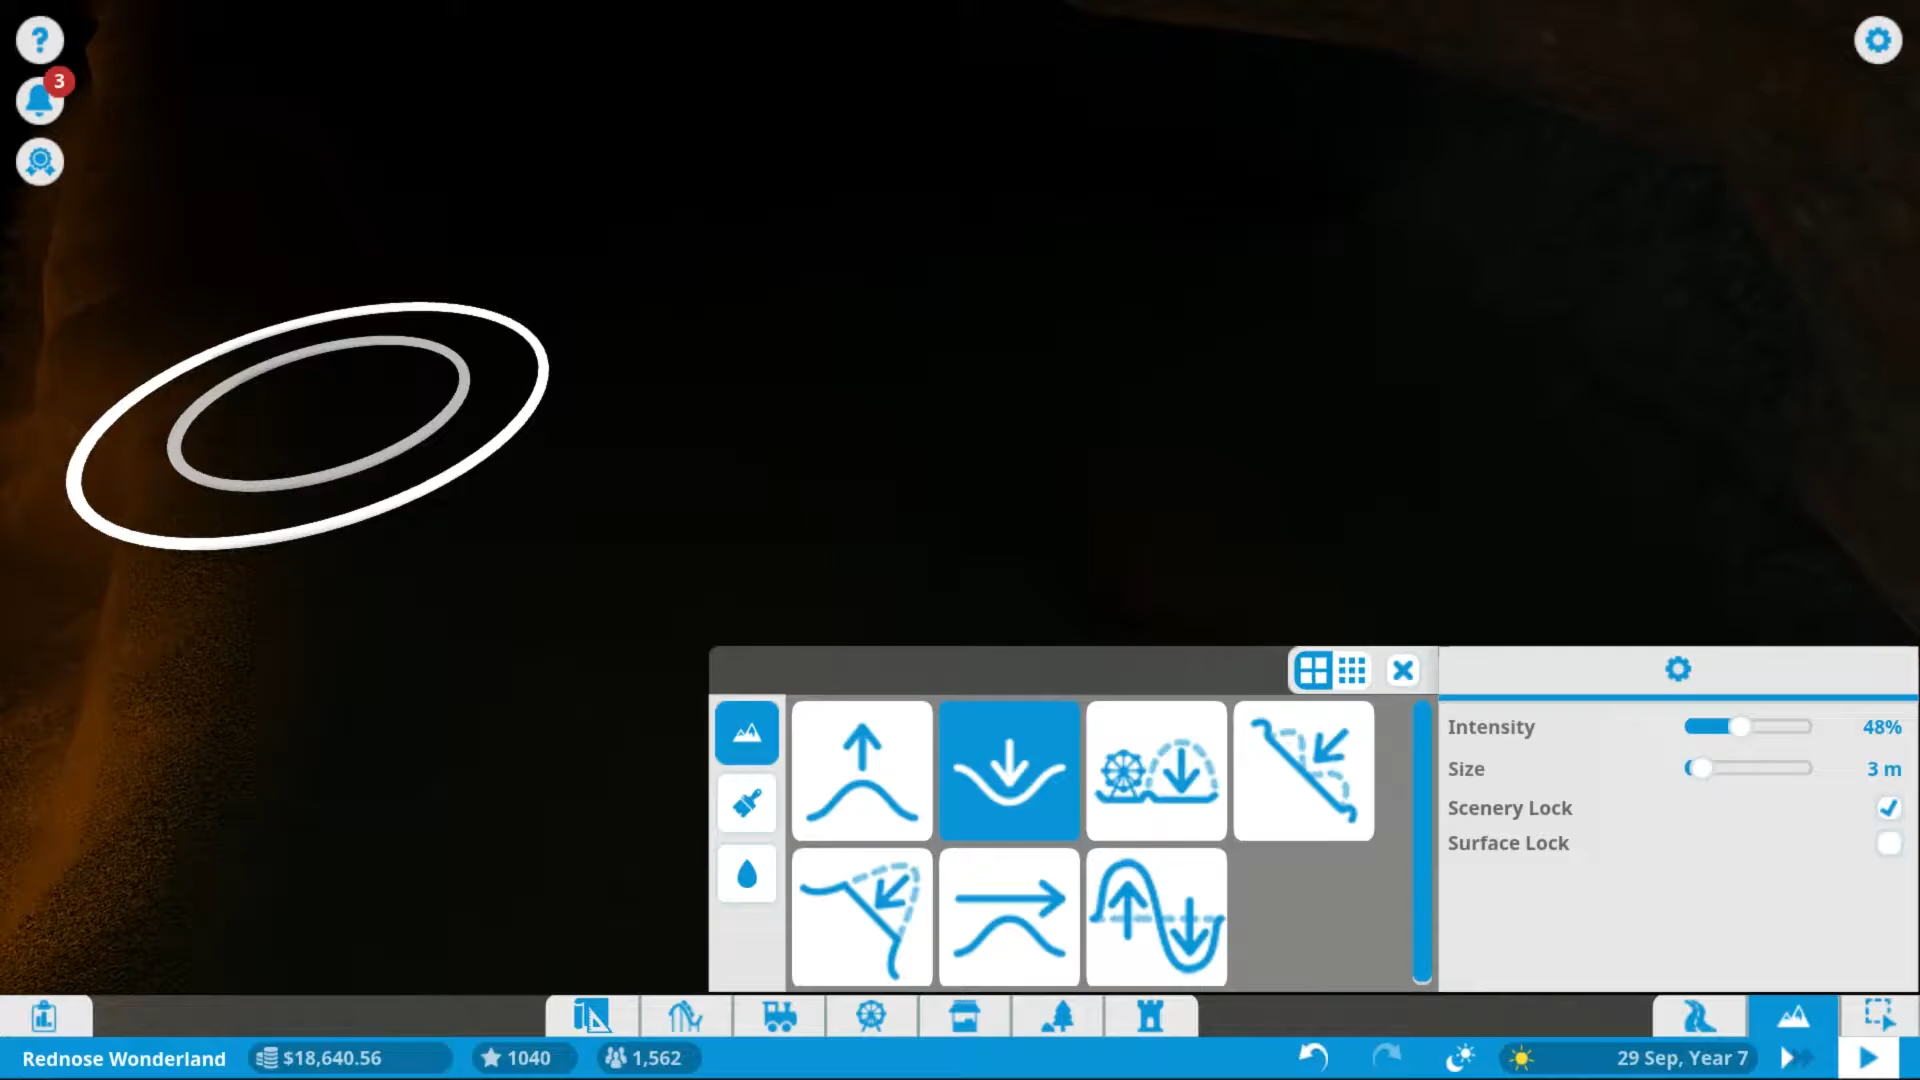 ?
3
Intensity 48%
Size 3 m
Scenery Lock
Surface Lock
Rednose Wonderland $18,640.56 1040 1,562 29 Sep, Year 7